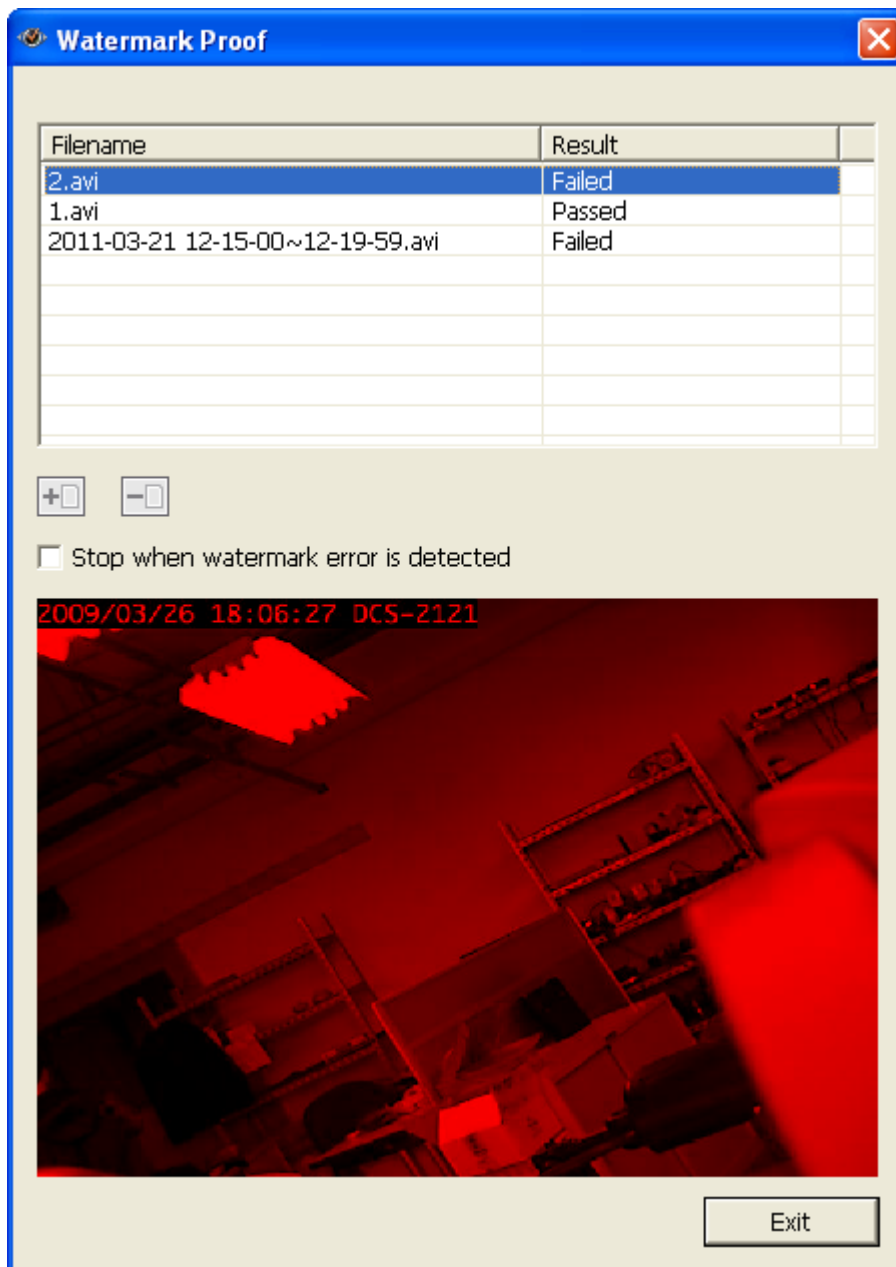 Watermark Proof
Filename Result
2.avi Failed
1.avi Passed
2011-03-21 12-15-00~12-19-59.avi Failed
Stop when watermark error is detected
2009/03/26 18:06:27 DCS-2121
Exit